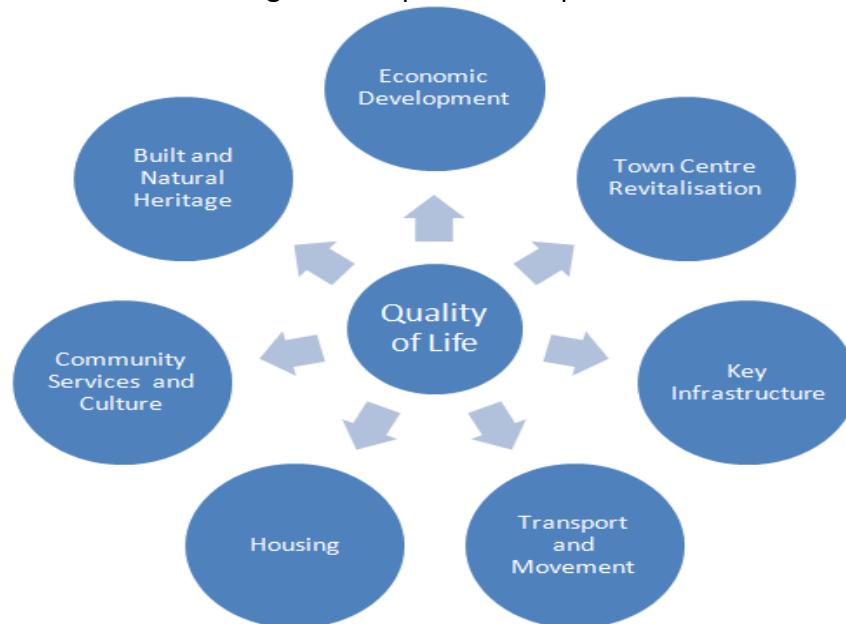 Economic
Development
Town Centre
Revitalisation
Key
Infrastructure
Transport
and
Movement
Housing
Community
Services and
Culture
Built and
Natural
Heritage
Quality
of Life